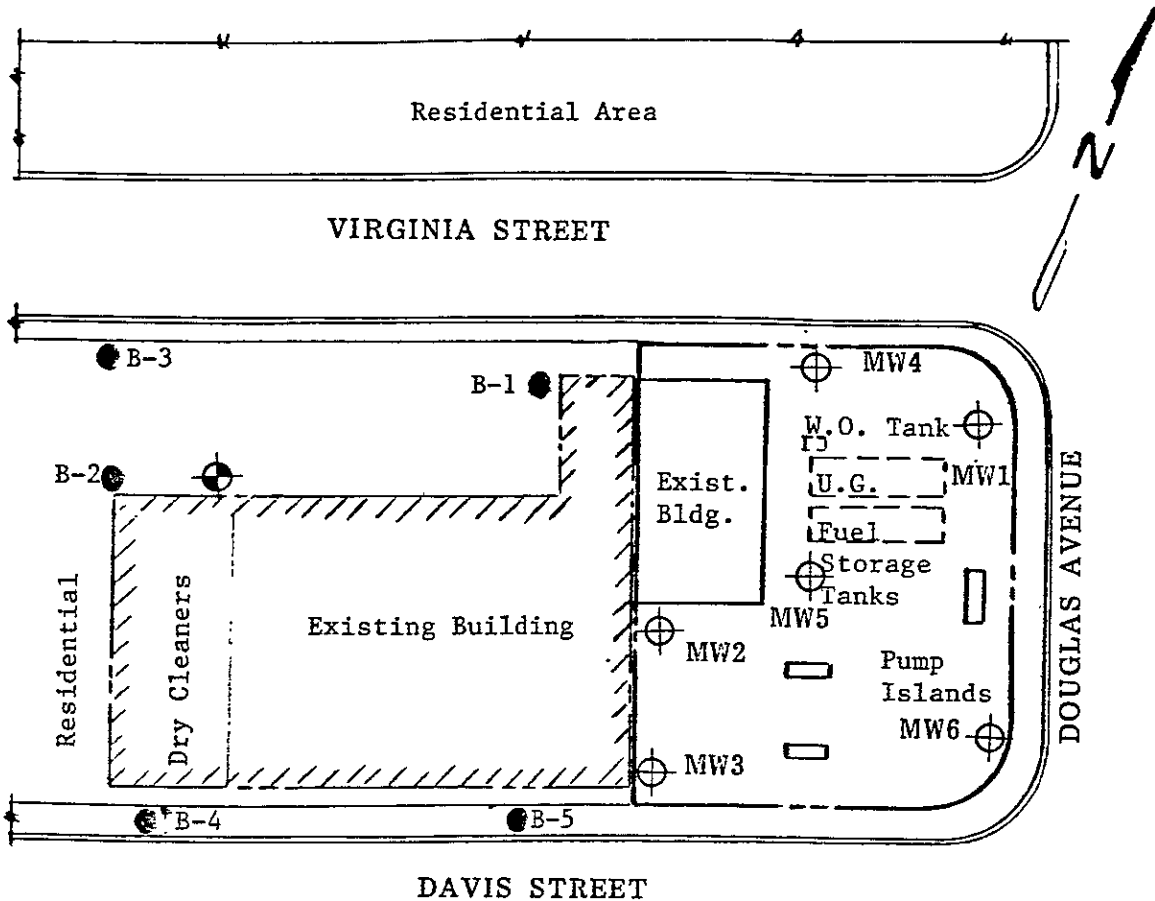 Residential Area
N
VIRGINIA STREET
B-3
B-1
MW4
W.O. Tank
B-2
U.G.
MW1
Exist.
Bldg.
Fuel
Storage
Tanks
MW5
Residential
Dry Cleaners
Existing Building
MW2
Pump
Islands
DOUGLAS AVENUE
MW6
MW3
B-4
B-5
DAVIS STREET